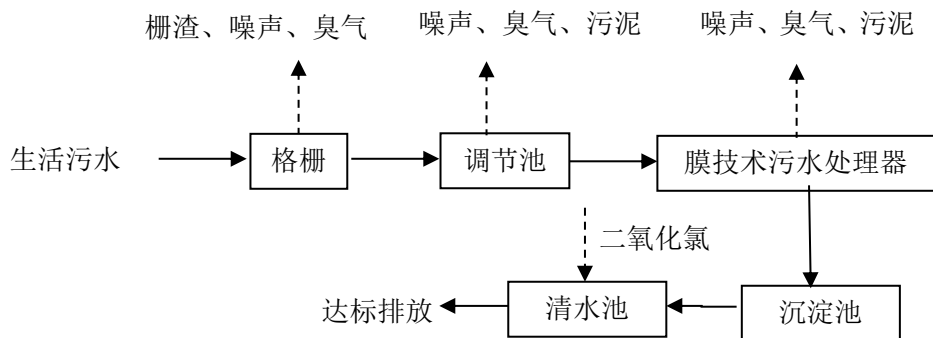 栅渣、噪声、臭气
噪声、臭气、污泥
噪声、臭气、污泥
生活污水
格栅
调节池
膜技术污水处理器
二氧化氯
达标排放
清水池
沉淀池